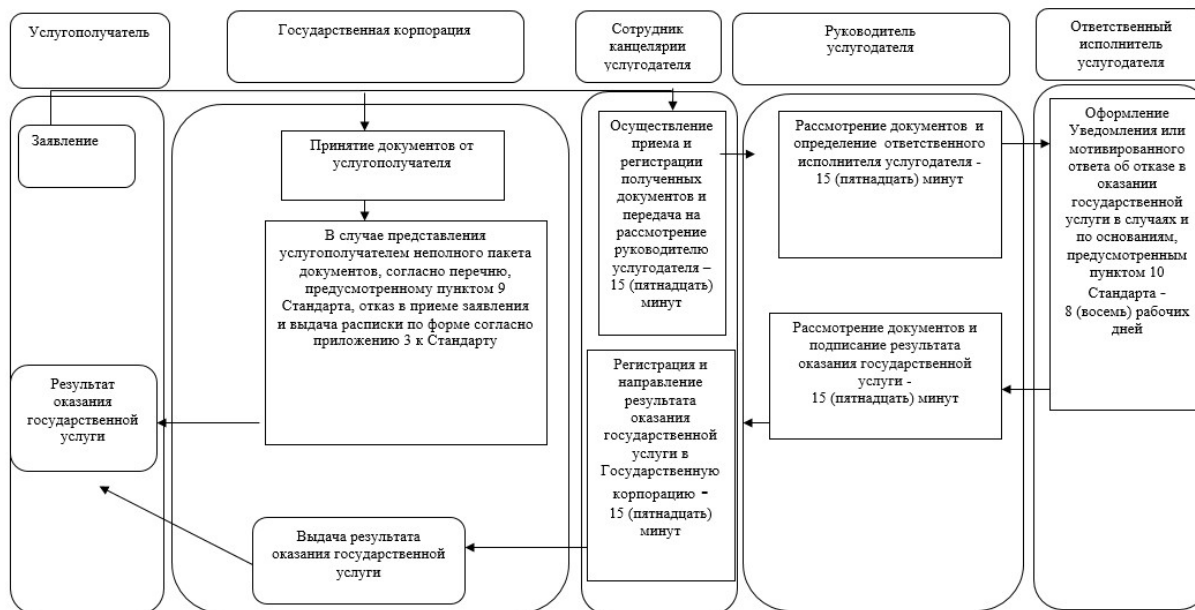 Услугополучатель
Государственная корпорация
Сотрудник
канцелярии
услугодателя
Руководитель
услугодателя
Ответственный
исполнитель
услугодателя
Заявление
Принятие документов от
услугополучателя
В случае представления
услугополучателем неполного пакета
документов, согласно перечню,
предусмотренному пунктом 9
Стандарта, отказ в приеме заявления
и выдача расписки по форме согласно
приложению 3 к Стандарту
Осуществление
приема и
регистрации
полученных
документов и
передача на
рассмотрение
руководителю
услугодателя –
15 (пятнадцать)
минут
Рассмотрение документов и
определение ответственного
исполнителя услугодателя -
15 (пятнадцать) минут
Оформление
Уведомления или
мотивированного
ответа об отказе в
оказании
государственной
услуги в случаях и
по основаниям,
предусмотренным
пунктом 10
Стандарта -
8 (восемь) рабочих
дней
Рассмотрение документов и
подписание результата
оказания государственной
услуги -
15 (пятнадцать) минут
Регистрация и
направление
результата
оказания
государственной
услуги в
Государственную
корпорацию -
15 (пятнадцать)
минут
Выдача результата
оказания государственной
услуги
Результат
оказания
государственной
услуги